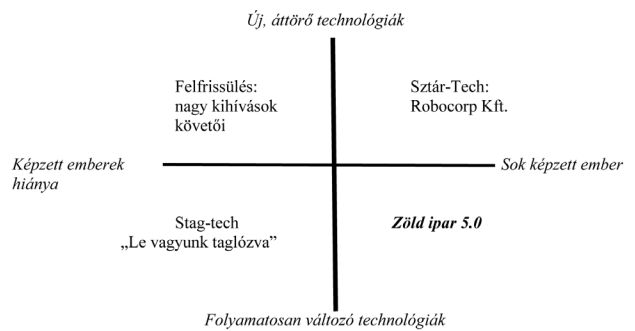 Új, áttörő technológiák
Felfrissülés:
nagy kihívások
követői
Sztár-Tech:
Robocorp Kft.
Képzett emberek
hiánya
Sok képzett ember
Stag-tech
„Le vagyunk taglózva”
Zöld ipar 5.0
Folyamatosan változó technológiák